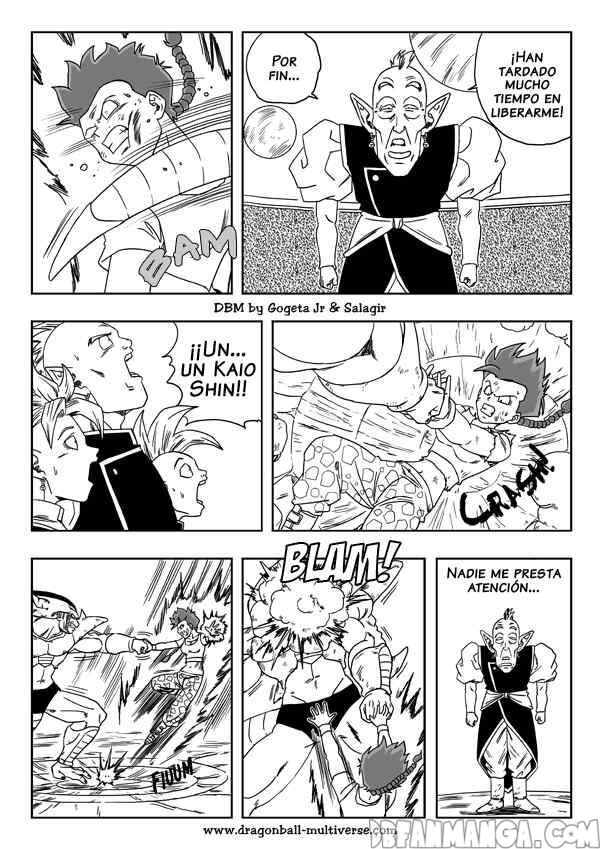 BAM
POR
FIN...
¡HAN
TARDADO
MUCHO
TIEMPO EN
LIBERARME!
DBM by Gogeta Jr & Salagir
¡¡UN...
UN KAIO
SHIN!!
CRASH!
FIUUM
BLAM!
NADIE ME PRESTA
ATENCIÓN...
www.dragonball-multiverse.com
DBFANMANGA.COM